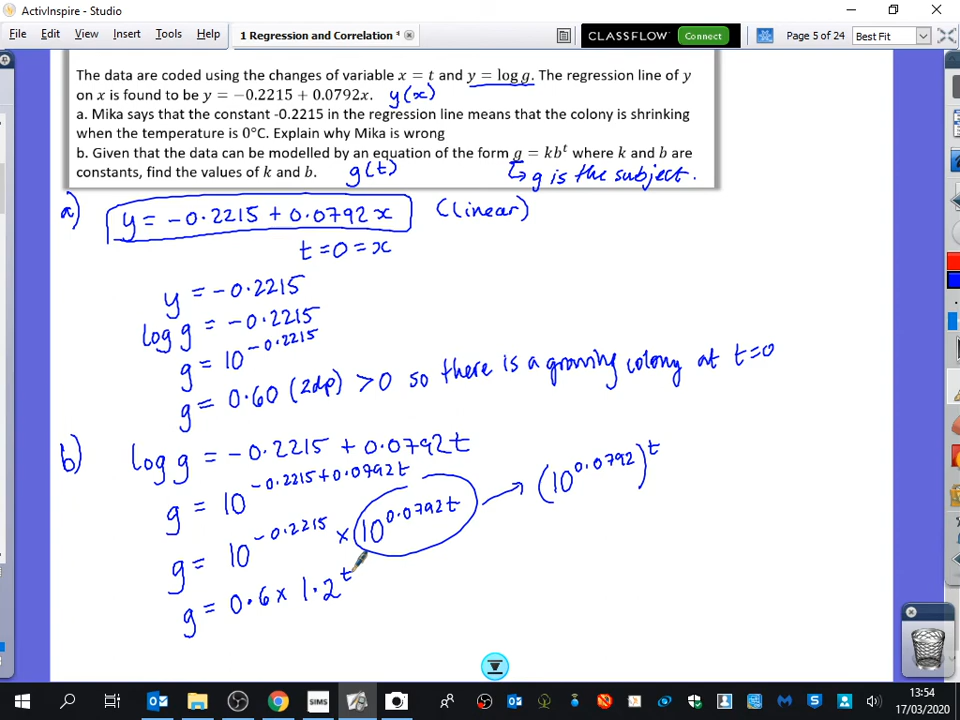 ActivInspire - Studio
File Edit View Insert Tools Help
1 Regression and Correlation *
CLASSFLOW Connect
Page 5 of 24
Best Fit
The data are coded using the changes of variable x = t and y = log g. The regression line of y
on x is found to be y = −0.2215 + 0.0792x. y(x)
a. Mika says that the constant -0.2215 in the regression line means that the colony is shrinking
when the temperature is 0°C. Explain why Mika is wrong
b. Given that the data can be modelled by an equation of the form g = kb^t where k and b are
constants, find the values of k and b. g(t) ↳ g is the subject.
a) y = −0.2215 + 0.0792x (linear)
t = 0 = x
y = −0.2215
log g = −0.2215
g = 10^−0.2215
g = 0.60 (2dp) > 0 so there is a growing colony at t=0
b) log g = −0.2215 + 0.0792t
g = 10^−0.2215+0.0792t
g = 10^−0.2215 × 10^0.0792t → (10^0.0792)^t
g = 0.6 × 1.2^t
SIMS
13:54
17/03/2020